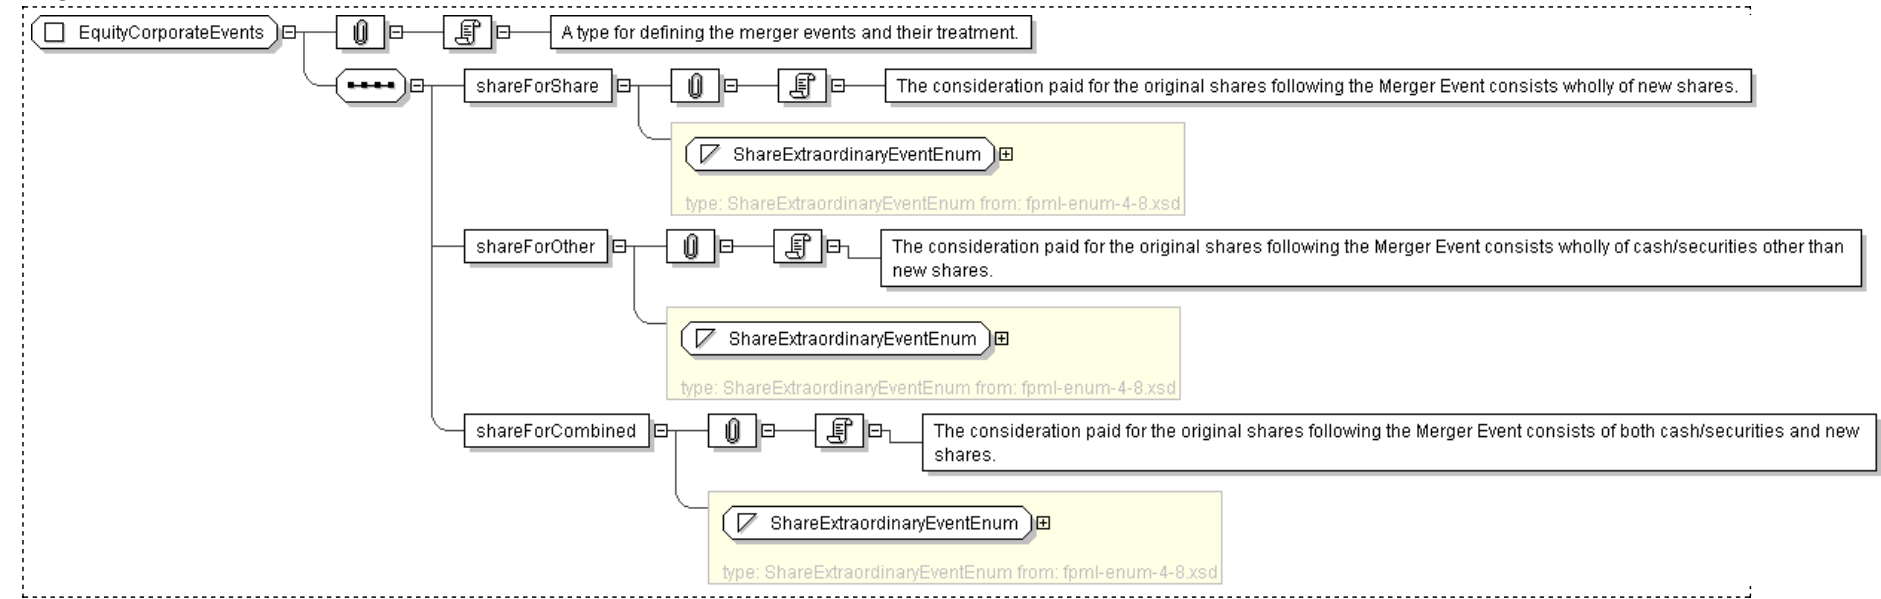 EquityCorporateEvents
A type for defining the merger events and their treatment.
shareForShare
The consideration paid for the original shares following the Merger Event consists wholly of new shares.
ShareExtraordinaryEventEnum
type: ShareExtraordinaryEventEnum from: fpml-enum-4-8.xsd
shareForOther
The consideration paid for the original shares following the Merger Event consists wholly of cash/securities other than
new shares.
ShareExtraordinaryEventEnum
type: ShareExtraordinaryEventEnum from: fpml-enum-4-8.xsd
shareForCombined
The consideration paid for the original shares following the Merger Event consists of both cash/securities and new
shares.
ShareExtraordinaryEventEnum
type: ShareExtraordinaryEventEnum from: fpml-enum-4-8.xsd